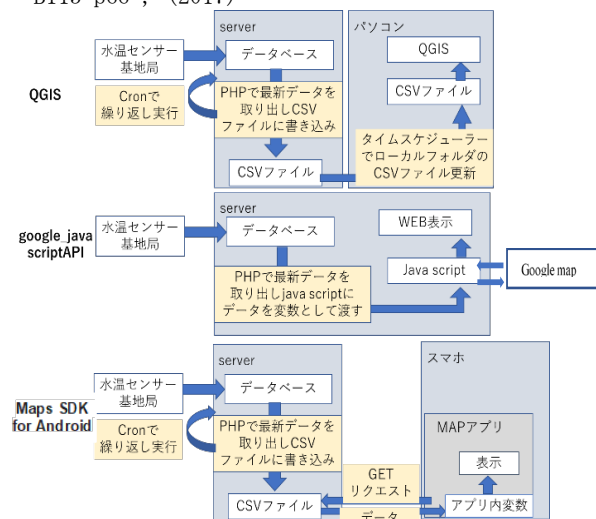 server
パソコン
水温センサー
基地局
データベース
QGIS
QGIS
Cronで
繰り返し実行
PHPで最新データを
取り出しCSV
ファイルに書き込み
CSVファイル
タイムスケジューラー
でローカルフォルダの
CSVファイル更新
CSVファイル
server
google_java
scriptAPI
水温センサー
基地局
データベース
WEB表示
Java script
Google map
PHPで最新データを
取り出しjava scriptに
データを変数として渡す
server
スマホ
水温センサー
基地局
データベース
Maps SDK
for Android
Cronで
繰り返し実行
PHPで最新データを
取り出しCSV
ファイルに書き込み
MAPアプリ
表示
GET
リクエスト
CSVファイル
アプリ内変数
データ